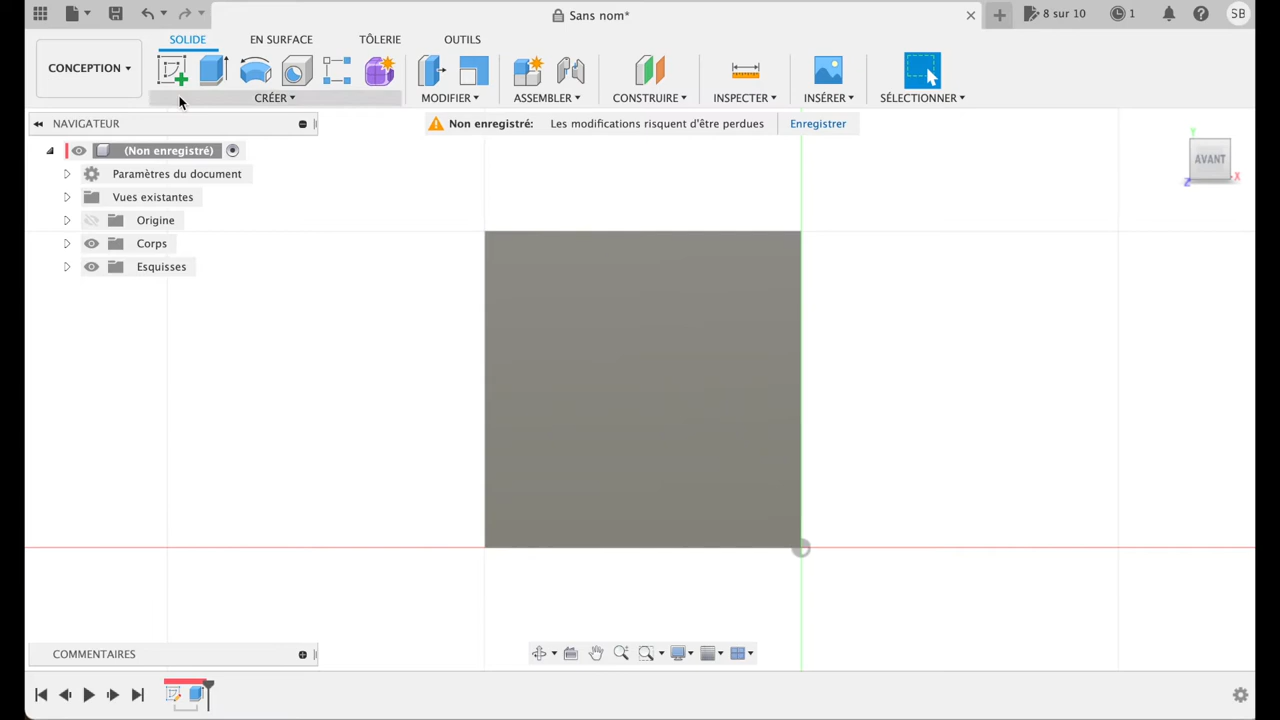 Sans nom*
8 sur 10
1
SB
SOLIDE
EN SURFACE
TÔLERIE
OUTILS
CONCEPTION
CRÉER
MODIFIER
ASSEMBLER
CONSTRUIRE
INSPECTER
INSÉRER
SÉLECTIONNER
NAVIGATEUR
Non enregistré: Les modifications risquent d'être perdues Enregistrer
(Non enregistré)
Paramètres du document
Vues existantes
Origine
Corps
Esquisses
Y
AVANT
X
Z
COMMENTAIRES